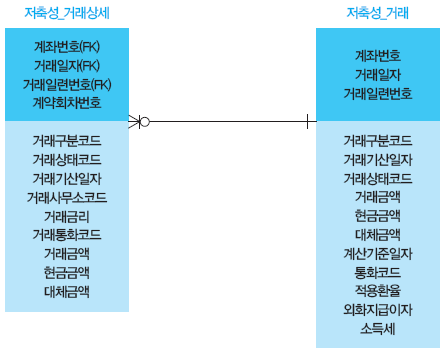 저축성_거래상세
계좌번호(FK)
거래일자(FK)
거래일련번호(FK)
계약회차번호
거래구분코드
거래상태코드
거래기산일자
거래사무소코드
거래금리
거래통화코드
거래금액
현금금액
대체금액
저축성_거래
계좌번호
거래일자
거래일련번호
거래구분코드
거래기산일자
거래상태코드
거래금액
현금금액
대체금액
계산기준일자
통화코드
적용환율
외화지급이자
소득세